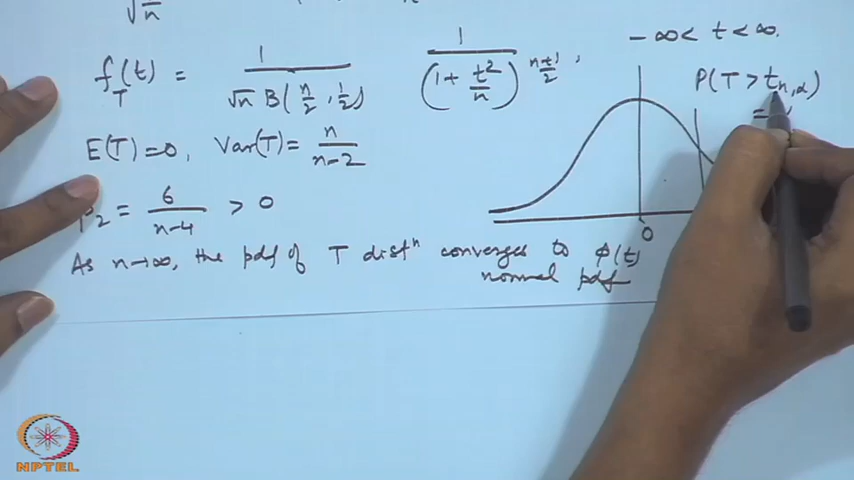 √n
f_T(t) = 1 / (√n B(n/2, 1/2)) 1 / (1 + t²/n)^((n+1)/2) , -∞ < t < ∞.
P(T > t_{n,α})
=
E(T) = 0, Var(T) = n / (n-2)
β₂ = 6 / (n-4) > 0
0
As n→∞, the pdf of T distⁿ converges to φ(t)
normal pdf
NPTEL